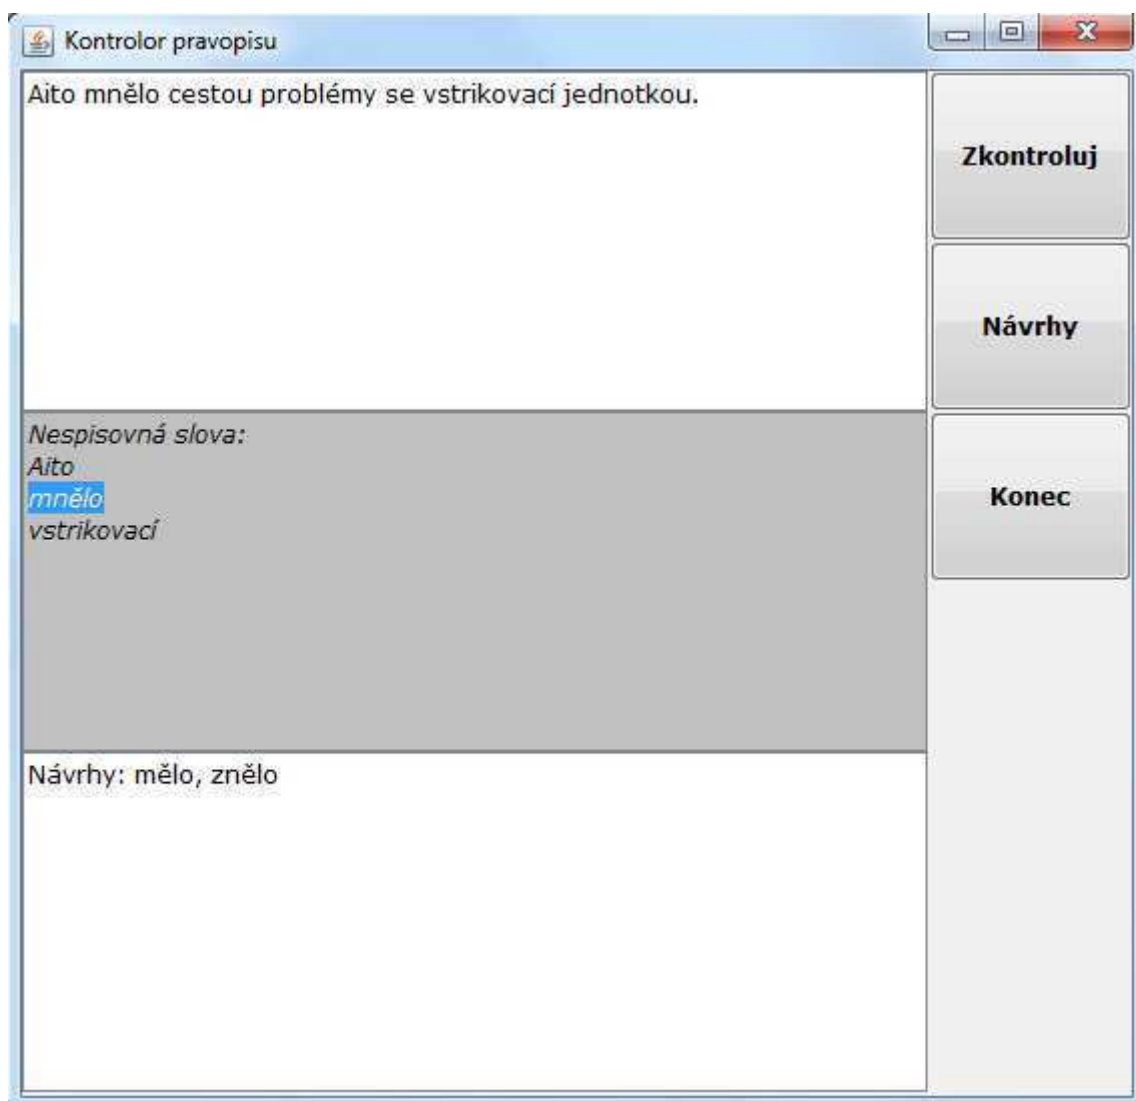 Kontrolor pravopisu
Aito mnělo cestou problémy se vstrikovací jednotkou.
Zkontroluj
Návrhy
Konec
Nespisovná slova:
Aito
mnělo
vstrikovací
Návrhy: mělo, znělo